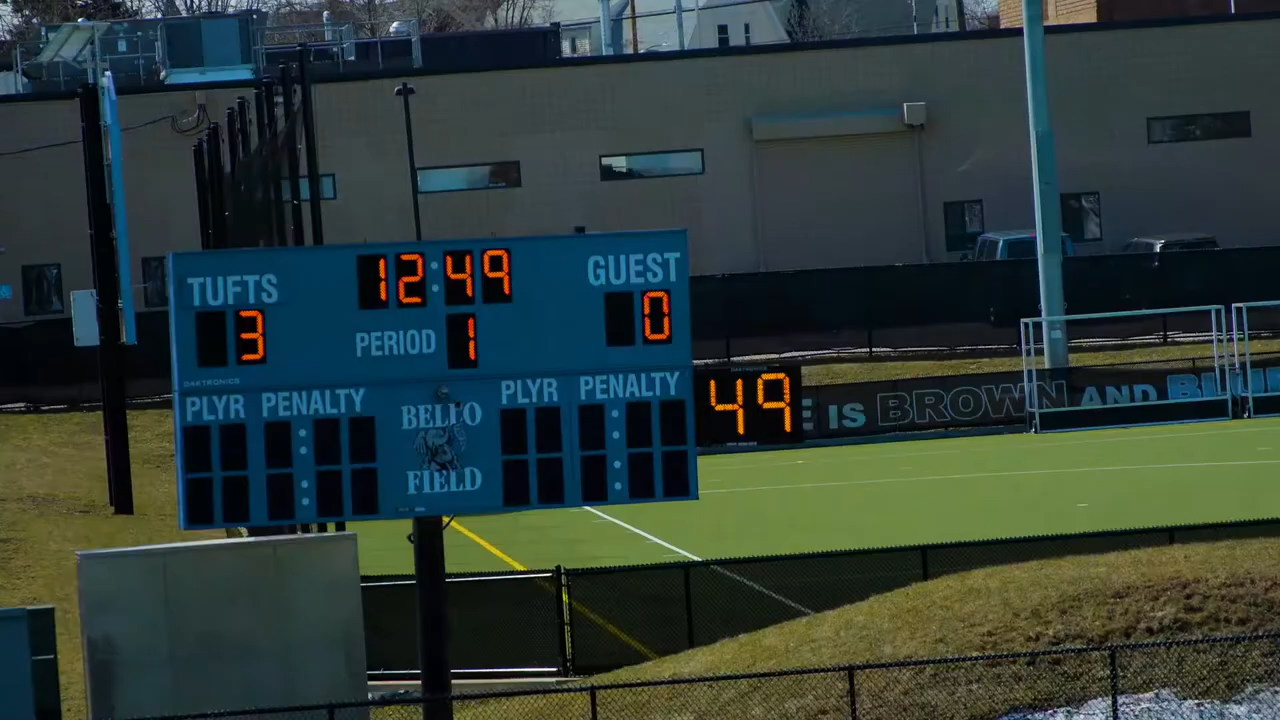 TUFTS 12:49 GUEST
3 PERIOD 1 0
DAKTRONICS
PLYR PENALTY PLYR PENALTY
BELLO
FIELD
49
E IS BROWN AND BLUE